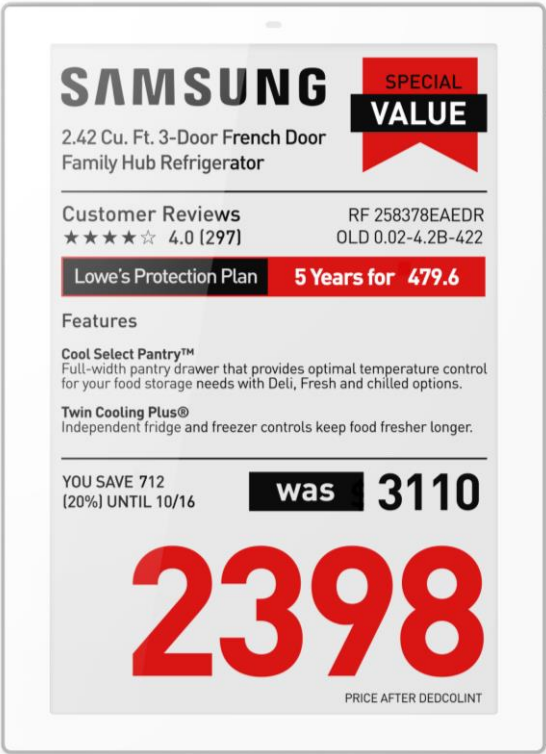 SAMSUNG
SPECIAL
VALUE
2.42 Cu. Ft. 3-Door French Door
Family Hub Refrigerator
Customer Reviews
★★★★☆ 4.0 (297)
RF 258378EAEDR
OLD 0.02-4.2B-422
Lowe's Protection Plan
5 Years for 479.6
Features
Cool Select Pantry™
Full-width pantry drawer that provides optimal temperature control
for your food storage needs with Deli, Fresh and chilled options.
Twin Cooling Plus®
Independent fridge and freezer controls keep food fresher longer.
YOU SAVE 712
(20%) UNTIL 10/16
was $ 3110
2398
PRICE AFTER DEDCOLINT